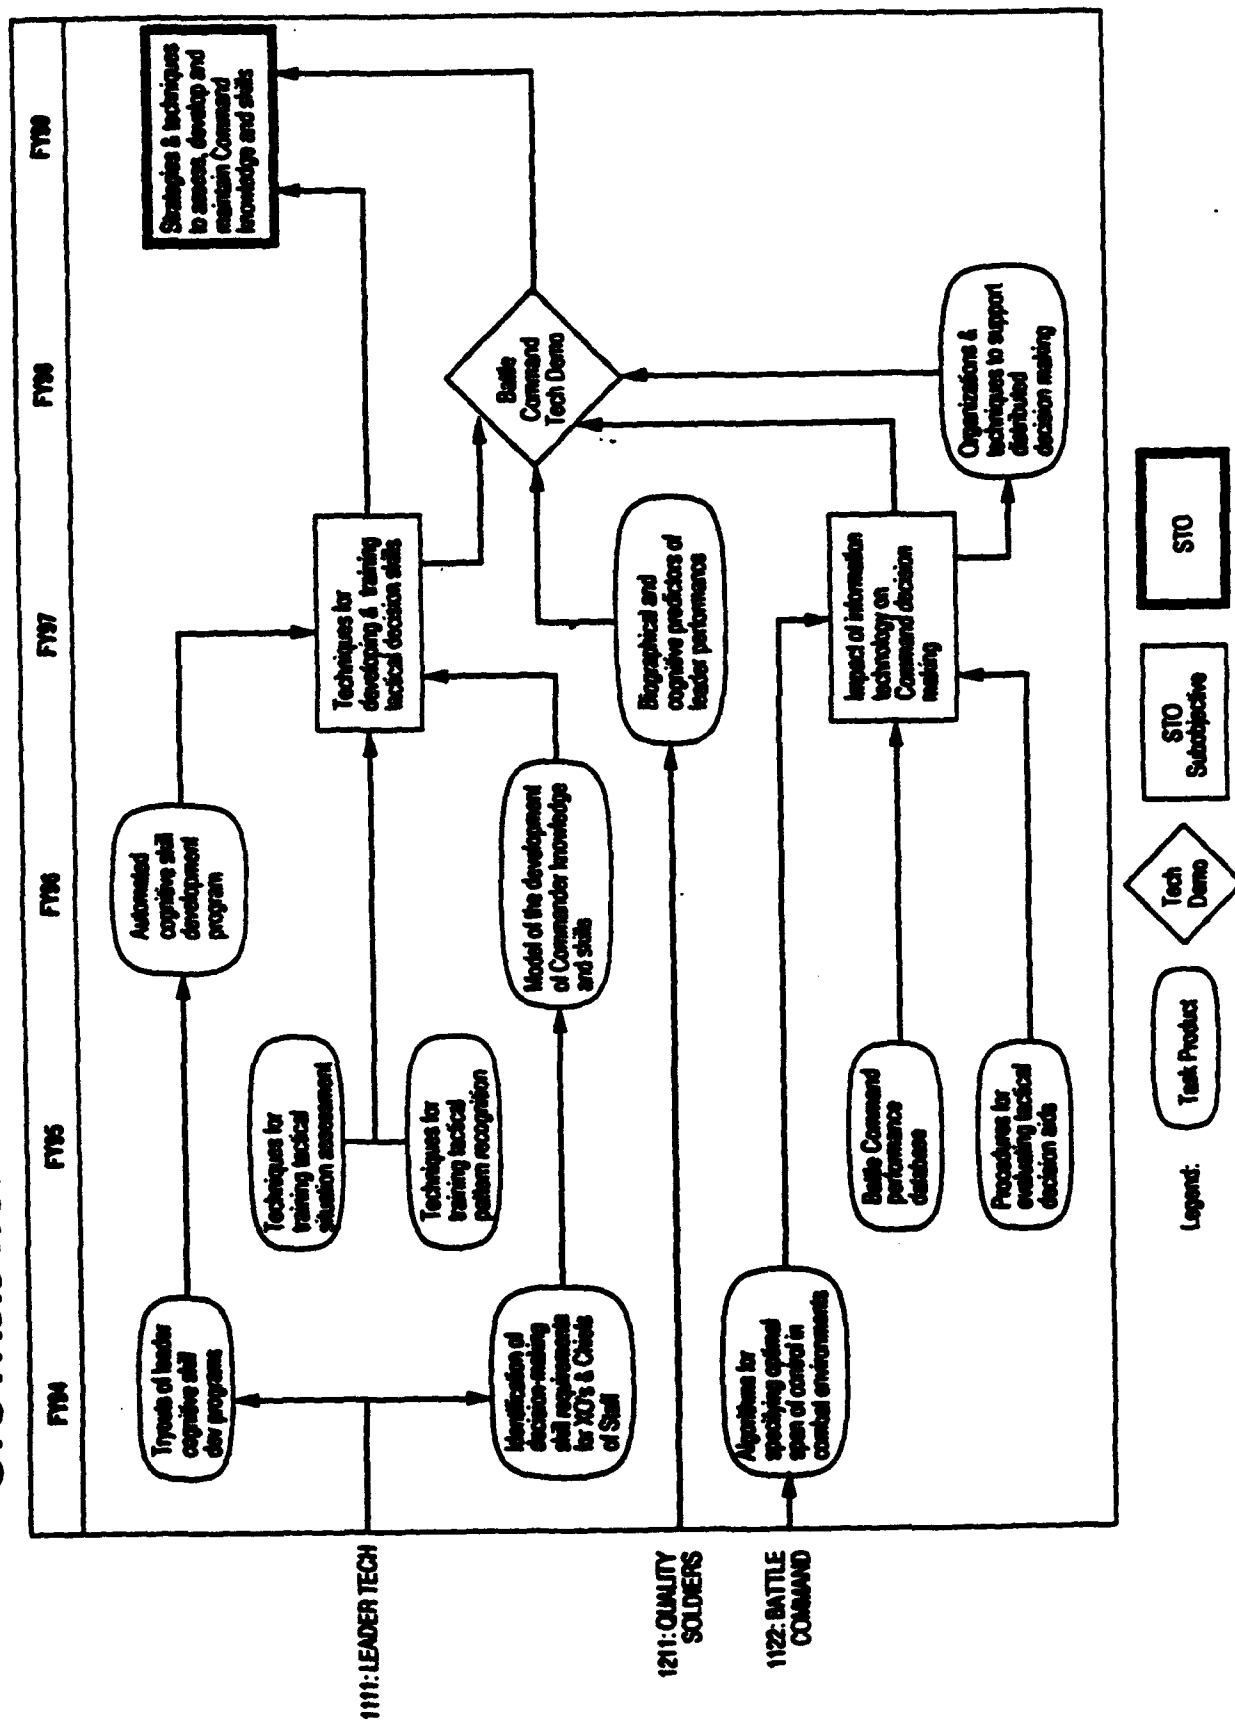 FY94
FY95
FY96
FY97
FY98
FY99
1111: LEADER TECH
Tryouts of leader
cognitive skill
dev programs
Automated
cognitive skill
development
program
Techniques for
training tactical
situation assessment
Techniques for
training tactical
pattern recognition
Identification of
decision-making
skill requirements
for XO's & Chiefs
of Staff
Model of the development
of Commander knowledge
and skills
Techniques for
developing & training
tactical decision skills
Strategies & techniques
to assess, develop and
maintain Command
knowledge and skills
Battle
Command
Tech Demo
1211: QUALITY
SOLDIERS
Biographical and
cognitive predictors of
leader performance
1122: BATTLE
COMMAND
Algorithms for
specifying optimal
span of control in
combat environments
Battle Command
performance
database
Procedures for
evaluating tactical
decision aids
Impact of information
technology on
Command decision
making
Organizations &
techniques to support
distributed
decision making
Legend:
Task Product
Tech
Demo
STO
Subobjective
STO